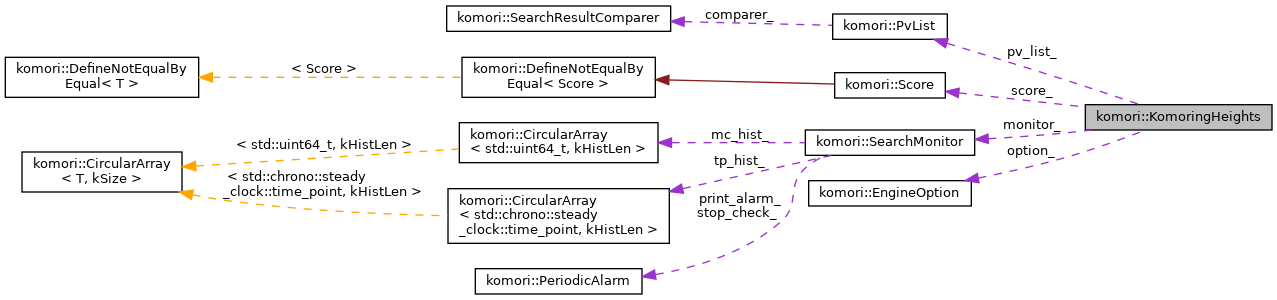 komori::SearchResultComparer
comparer_
komori::PvList
pv_list_
komori::DefineNotEqualBy
Equal< T >
< Score >
komori::DefineNotEqualBy
Equal< Score >
komori::Score
score_
komori::KomoringHeights
komori::CircularArray
< T, kSize >
< std::uint64_t, kHistLen >
komori::CircularArray
< std::uint64_t, kHistLen >
mc_hist_
komori::SearchMonitor
monitor_
< std::chrono::steady
_clock::time_point, kHistLen >
komori::CircularArray
< std::chrono::steady
_clock::time_point, kHistLen >
tp_hist_
option_
komori::EngineOption
print_alarm_
stop_check_
komori::PeriodicAlarm